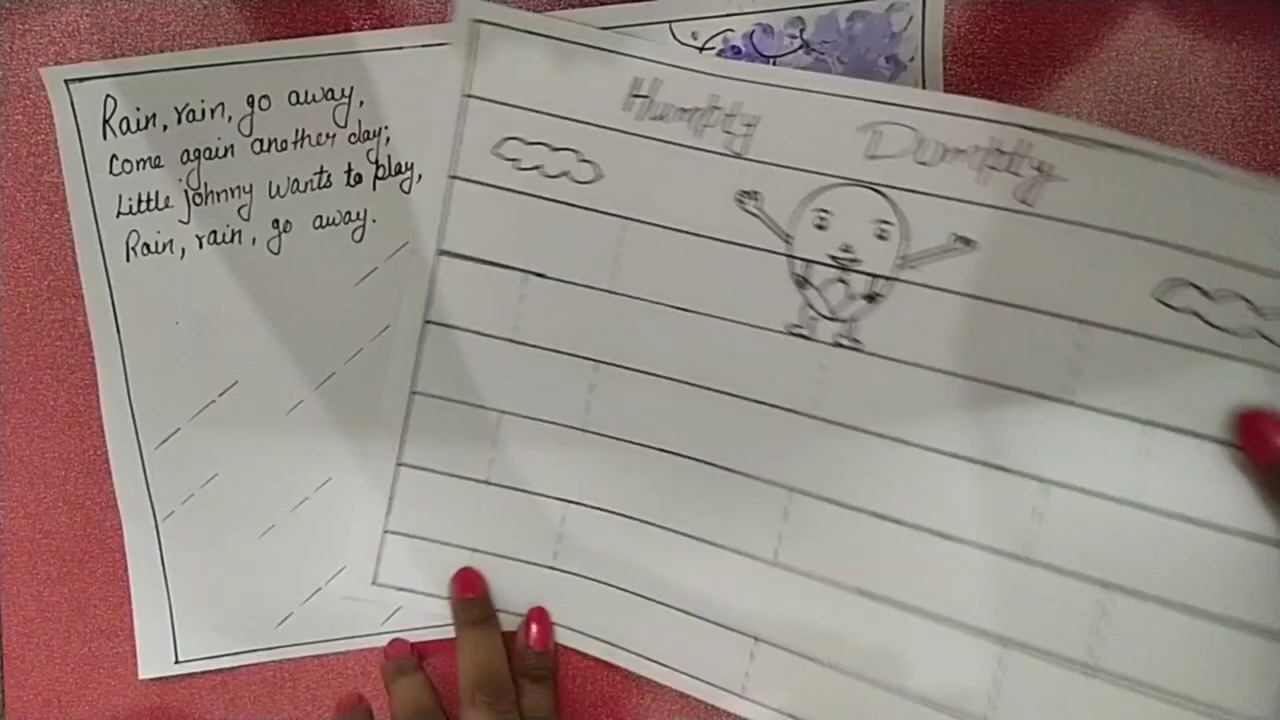 Rain, rain, go away,
come again another day;
Little johnny wants to play,
Rain, rain, go away.
Humpty Dumpty